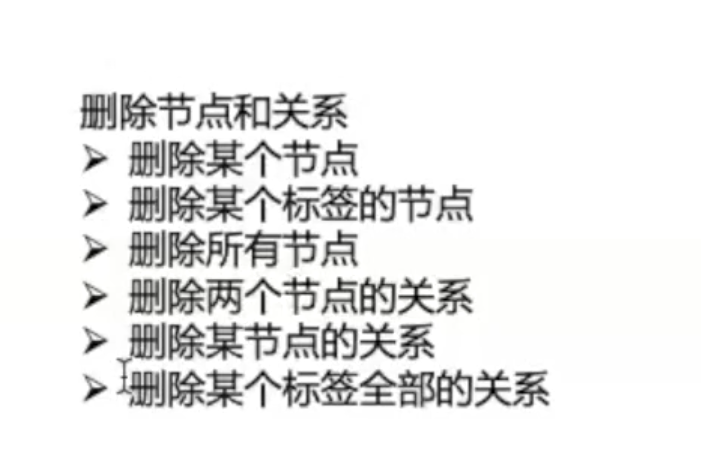 删除节点和关系
➢ 删除某个节点
➢ 删除某个标签的节点
➢ 删除所有节点
➢ 删除两个节点的关系
➢ 删除某节点的关系
➢ 删除某个标签全部的关系